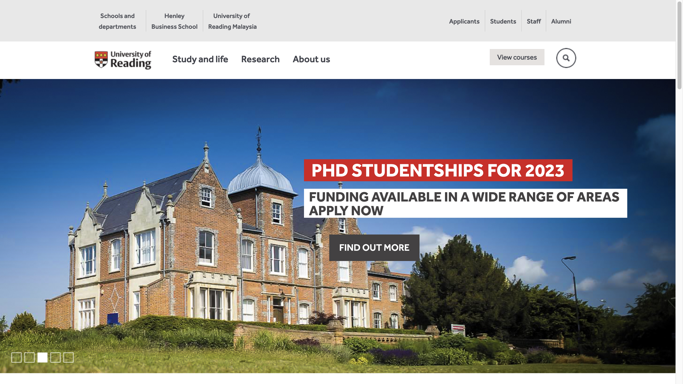 Schools and
departments
Henley
Business School
University of
Reading Malaysia
Applicants
Students
Staff
Alumni
University of
Reading
Study and life
Research
About us
View courses
PHD STUDENTSHIPS FOR 2023
FUNDING AVAILABLE IN A WIDE RANGE OF AREAS
APPLY NOW
FIND OUT MORE